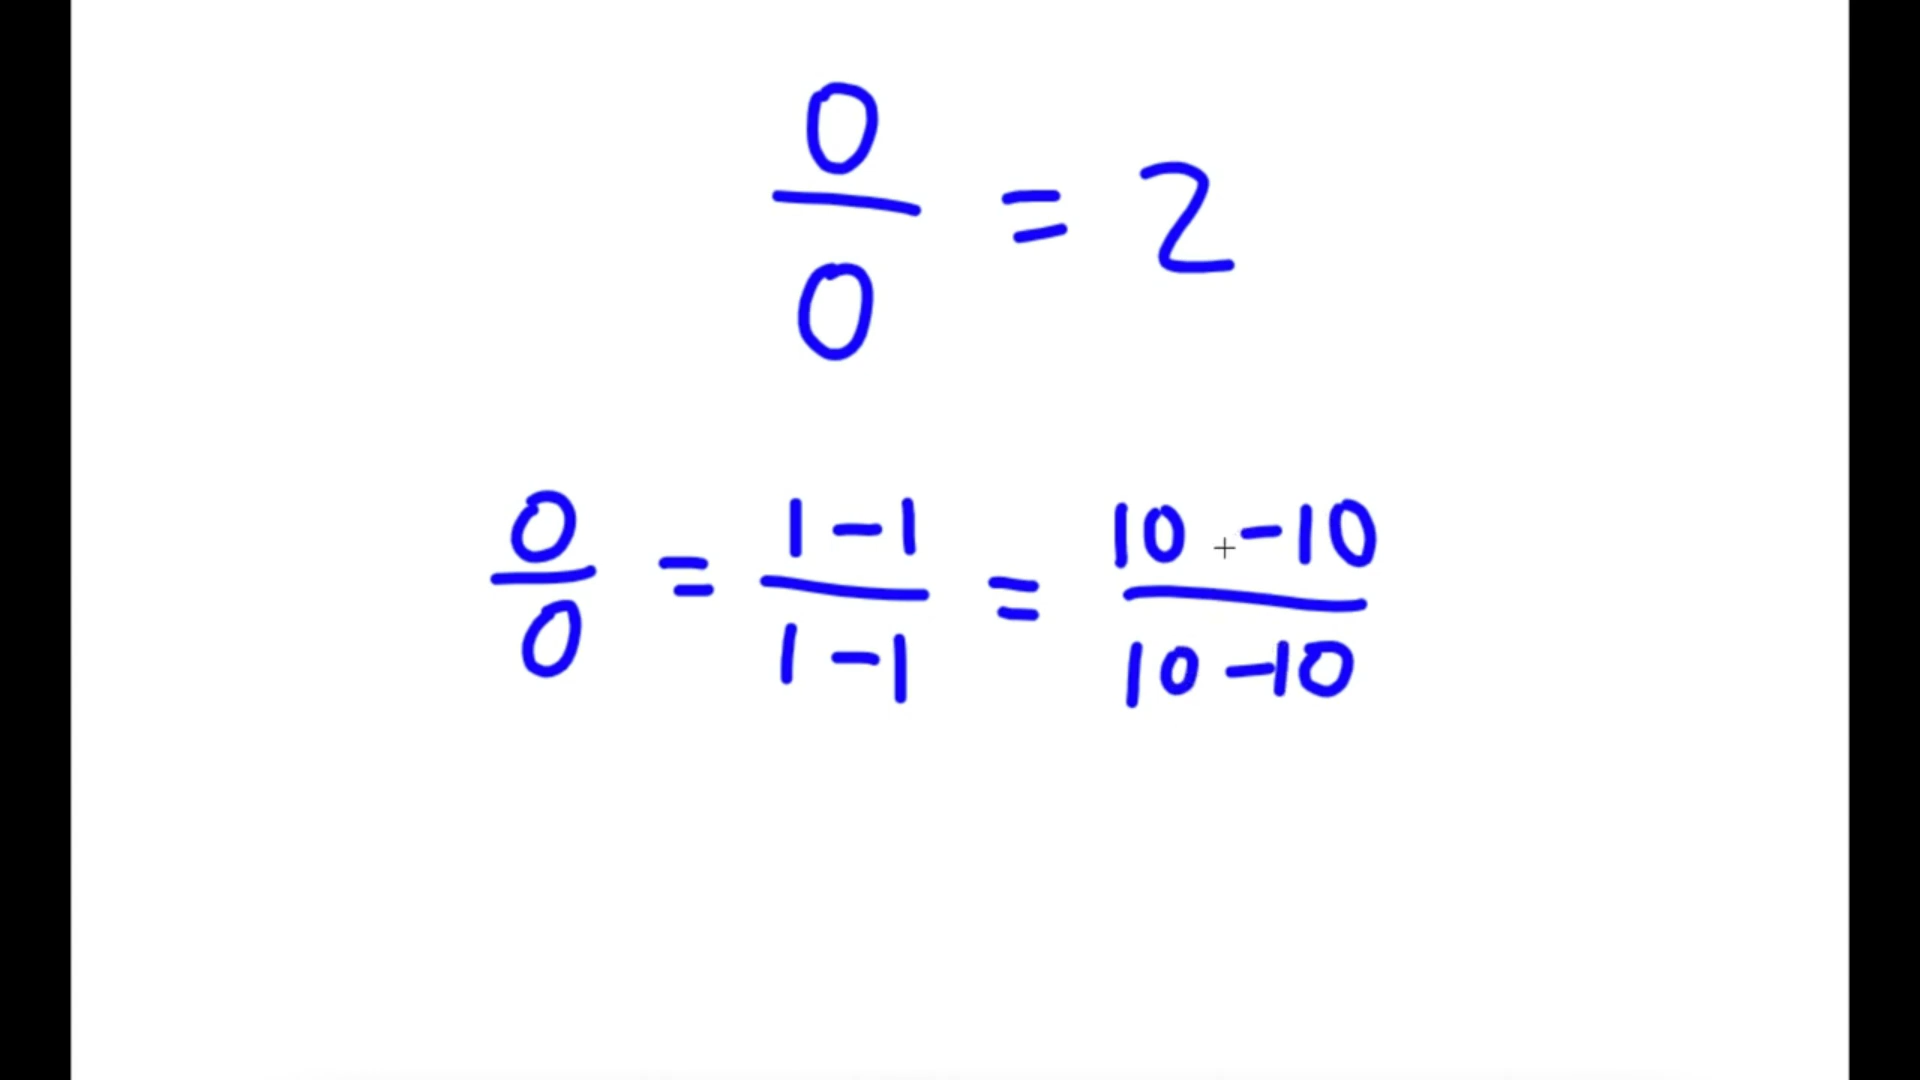 0/0 = 2
0/0 = 1-1/1-1 = 10-10/10-10